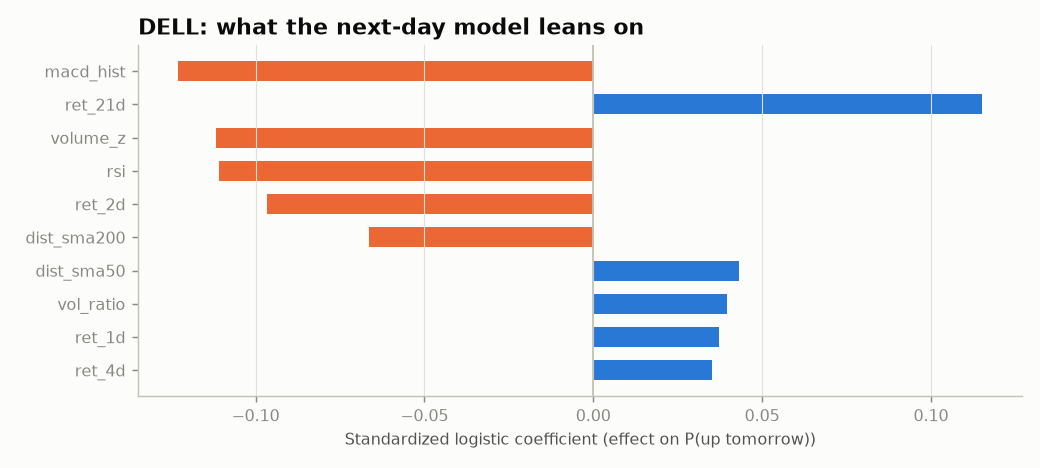 DELL: what the next-day model leans on
macd_hist
ret_21d
volume_z
rsi
ret_2d
dist_sma200
dist_sma50
vol_ratio
ret_1d
ret_4d
−0.10 −0.05 0.00 0.05 0.10
Standardized logistic coefficient (effect on P(up tomorrow))